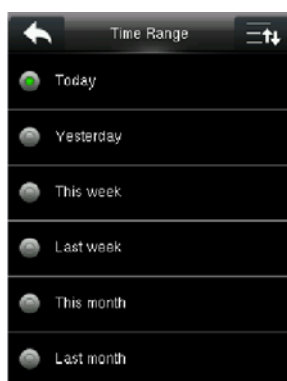 Time Range
Today
Yesterday
This week
Last week
This month
Last month